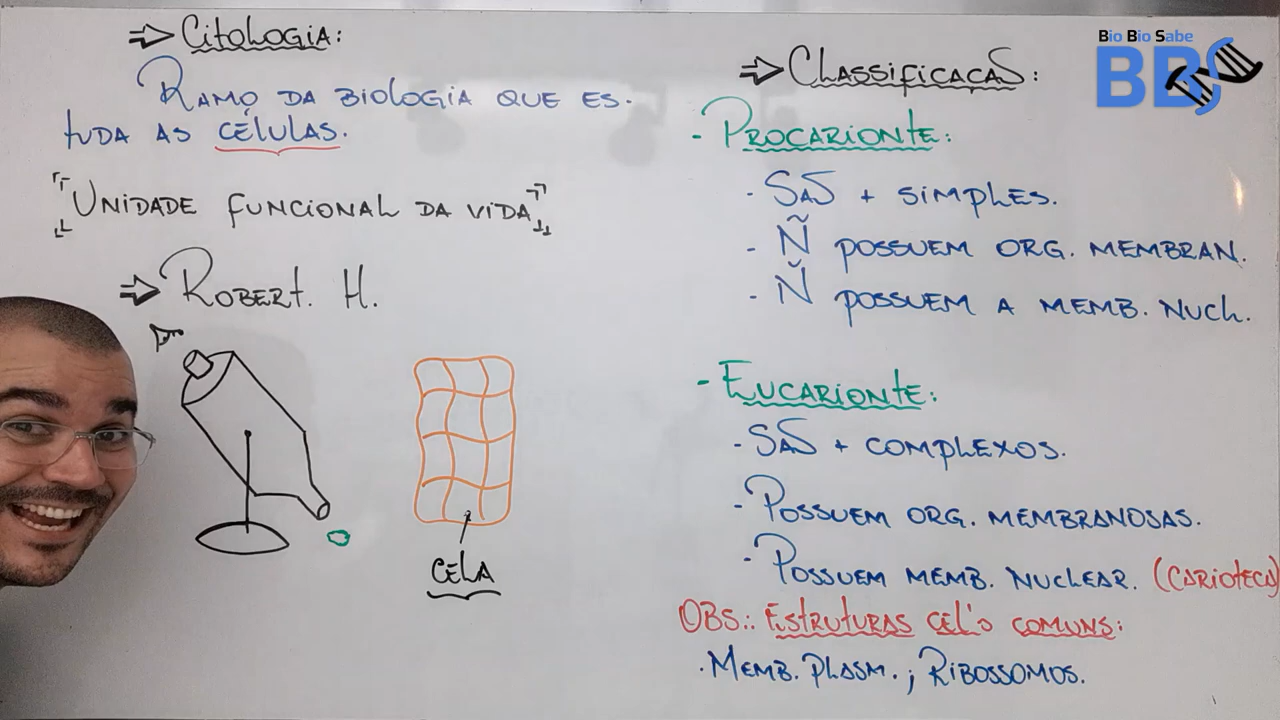 ⇒ Citologia:
Ramo da biologia que es-
tuda as células.
"Unidade funcional da vida"
⇒ Robert. H.
cela
Bio Bio Sabe
BBS
⇒ Classificação:
- Procarionte:
- São + simples.
- Ñ possuem org. membran.
- Ñ possuem a memb. nucl.
- Eucarionte:
- São + complexos.
- Possuem org. membranosas.
- Possuem memb. nuclear. (carioteca)
OBS.: Estruturas cel's comuns:
. Memb. plasm. ; Ribossomos.